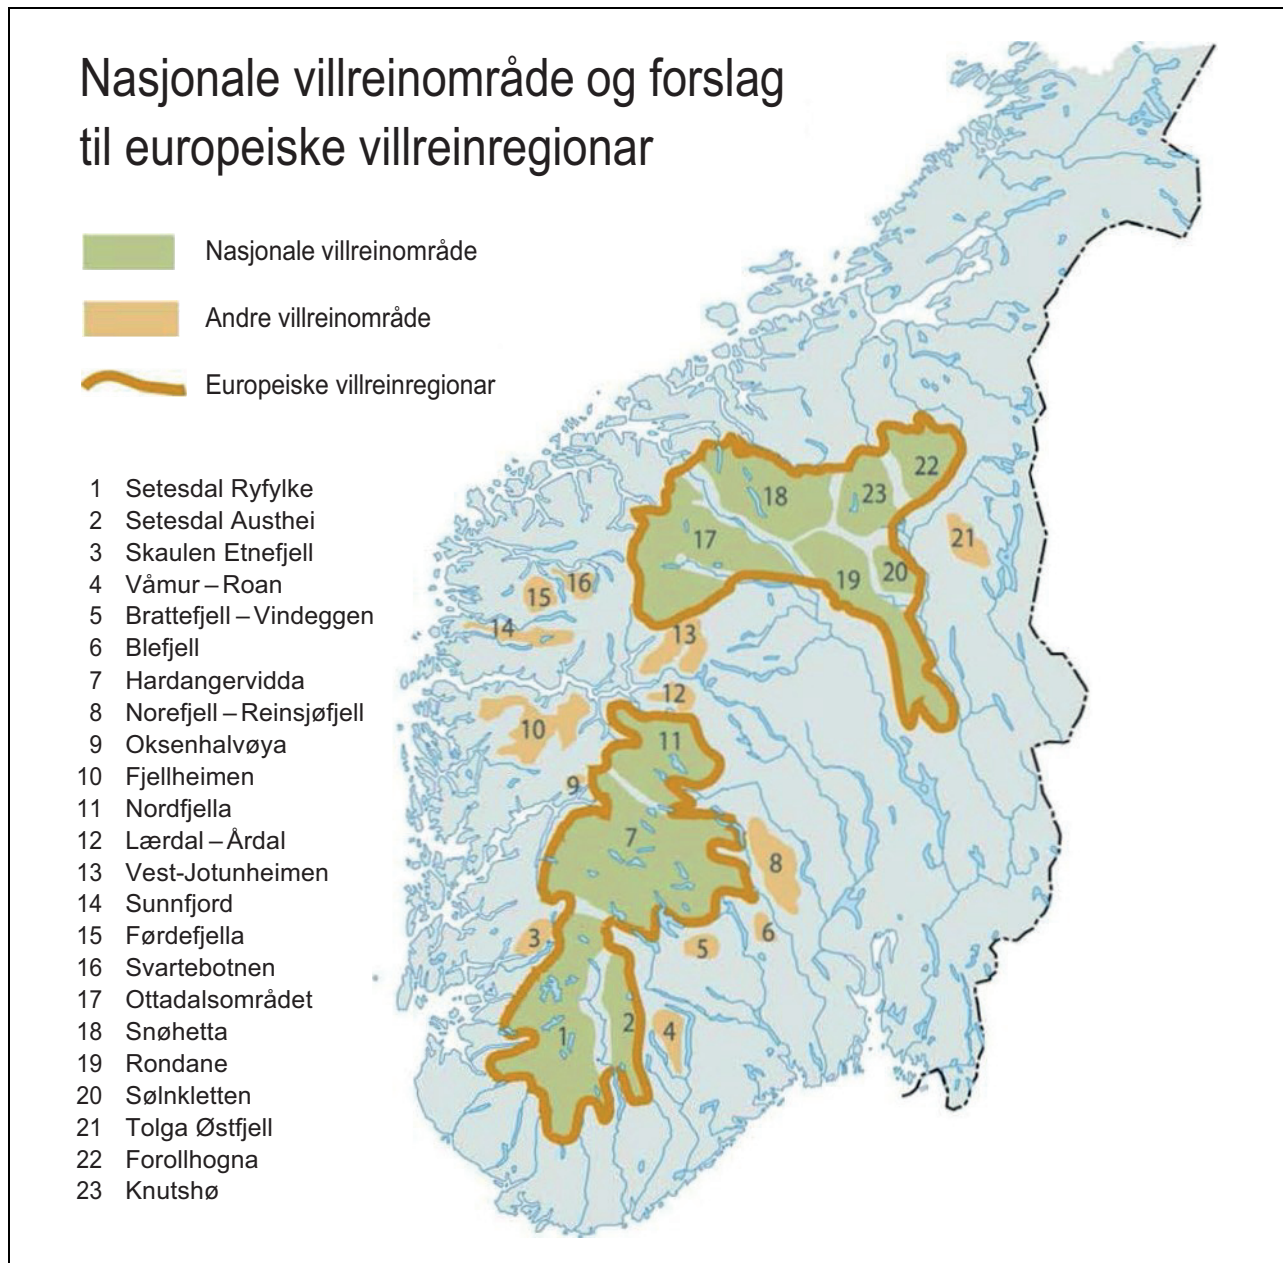 Nasjonale villreinområde og forslag
til europeiske villreinregionar
Nasjonale villreinområde
Andre villreinområde
Europeiske villreinregionar
1 Setesdal Ryfylke
2 Setesdal Austhei
3 Skaulen Etnefjell
4 Våmur – Roan
5 Brattefjell – Vindeggen
6 Blefjell
7 Hardangervidda
8 Norefjell – Reinsjøfjell
9 Oksenhalvøya
10 Fjellheimen
11 Nordfjella
12 Lærdal – Årdal
13 Vest-Jotunheimen
14 Sunnfjord
15 Førdefjella
16 Svartebotnen
17 Ottadalsområdet
18 Snøhetta
19 Rondane
20 Sølnkletten
21 Tolga Østfjell
22 Forollhogna
23 Knutshø
22
18
23
17
21
20
19
16
15
14
13
12
10
11
9
7
8
6
3
5
2
4
1